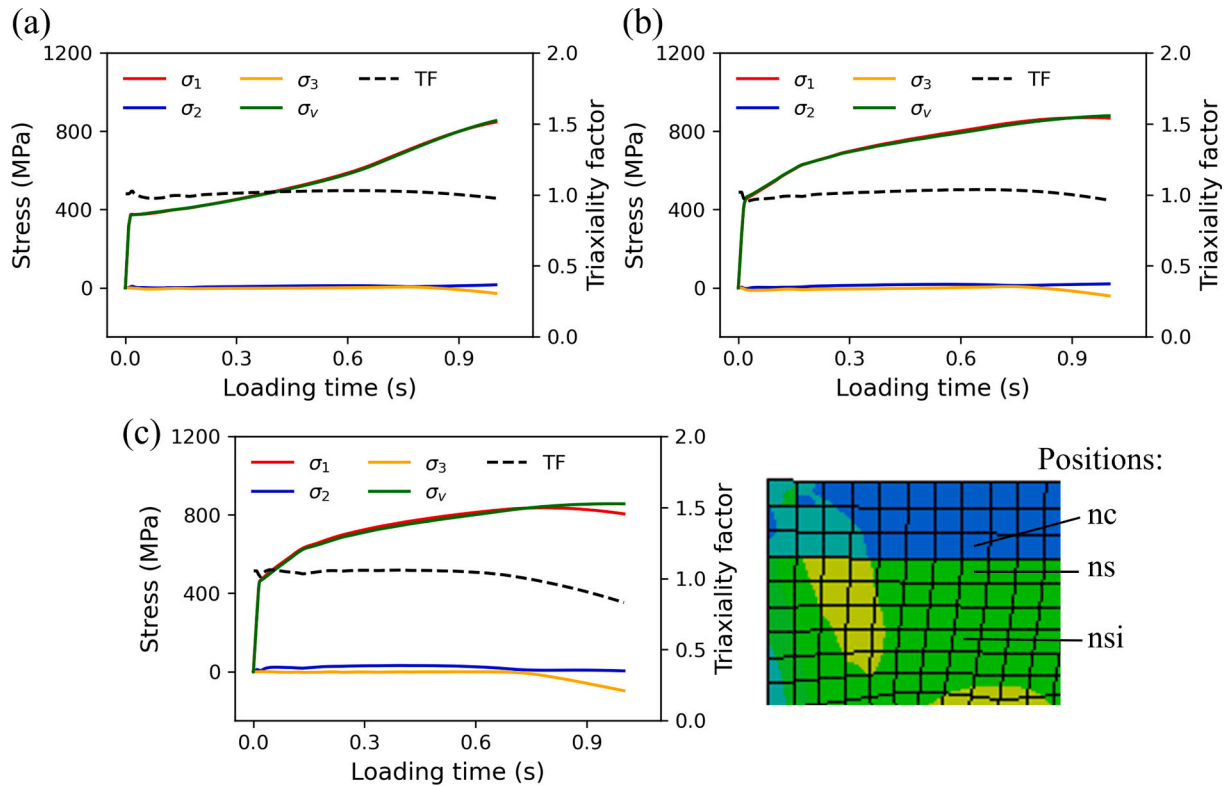 (a)
1200
800
400
0
Stress (MPa)
σ1 σ3 TF
σ2 σv
2.0
1.5
1.0
0.5
0.0
Triaxiality factor
0.0 0.3 0.6 0.9
Loading time (s)
(b)
1200
800
400
0
Stress (MPa)
σ1 σ3 TF
σ2 σv
2.0
1.5
1.0
0.5
0.0
Triaxiality factor
0.0 0.3 0.6 0.9
Loading time (s)
(c)
1200
800
400
0
Stress (MPa)
σ1 σ3 TF
σ2 σv
2.0
1.5
1.0
0.5
0.0
Triaxiality factor
0.0 0.3 0.6 0.9
Loading time (s)
Positions:
nc
ns
nsi